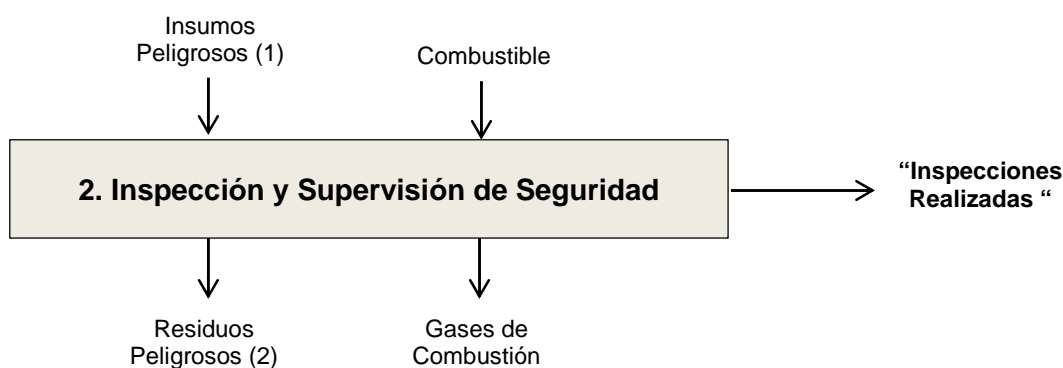 Insumos
Peligrosos (1)
Combustible
2. Inspección y Supervisión de Seguridad
“Inspecciones
Realizadas “
Residuos
Peligrosos (2)
Gases de
Combustión